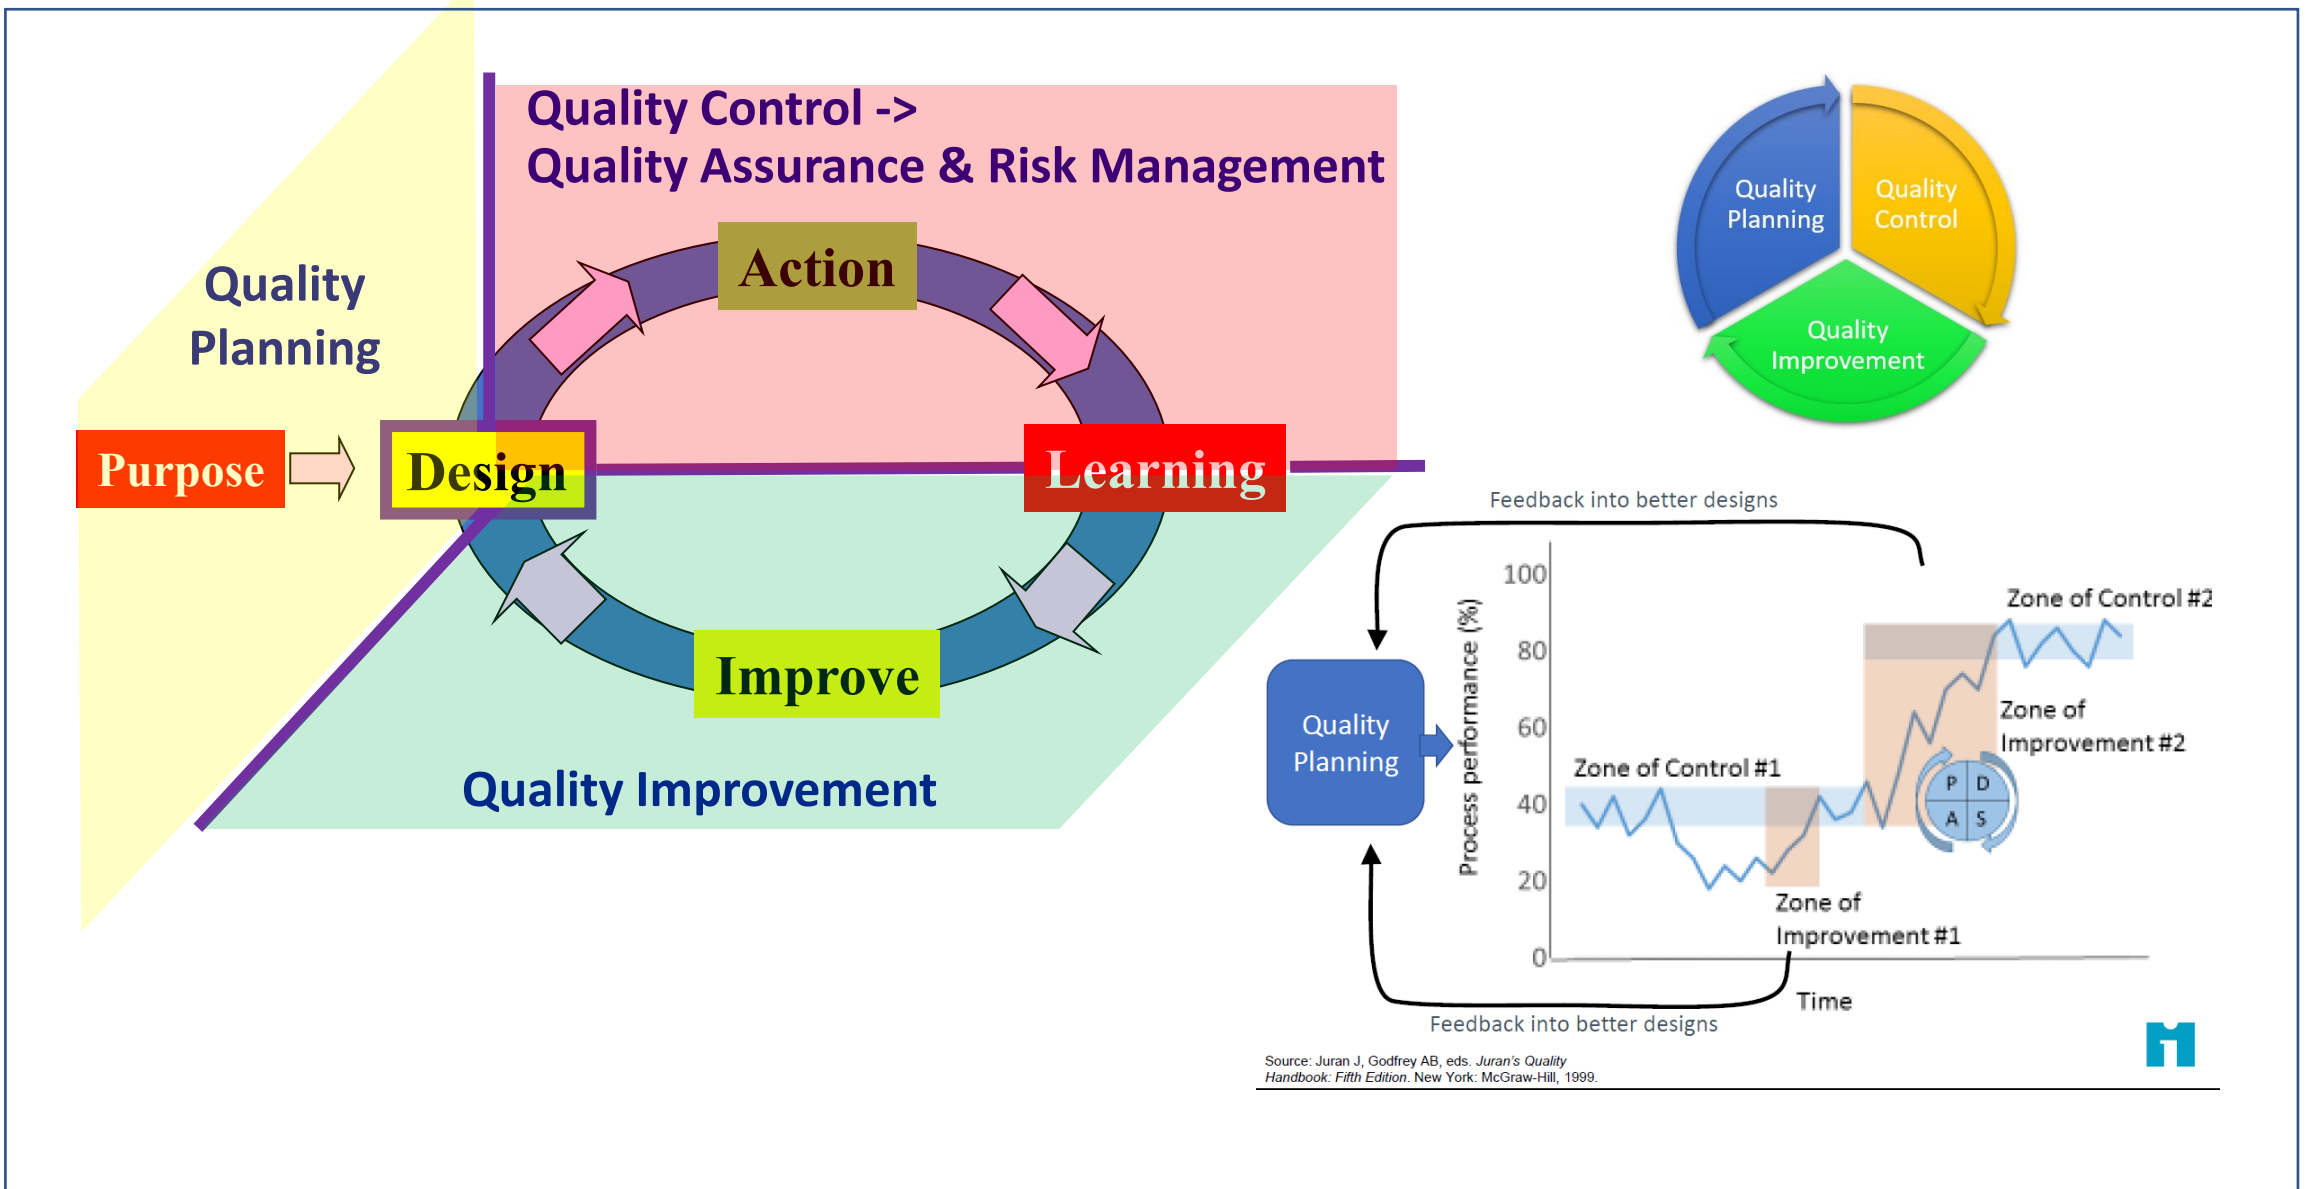 Quality Control ->
Quality Assurance & Risk Management
Quality
Planning
Action
Purpose
Design
Learning
Improve
Quality Improvement
Quality
Planning
Quality
Control
Quality
Improvement
Feedback into better designs
Quality
Planning
Process performance (%)
100
80
60
40
20
0
Zone of Control #2
Zone of
Improvement #2
Zone of Control #1
P D
A S
Zone of
Improvement #1
Time
Feedback into better designs
Source: Juran J, Godfrey AB, eds. Juran's Quality
Handbook: Fifth Edition. New York: McGraw-Hill, 1999.